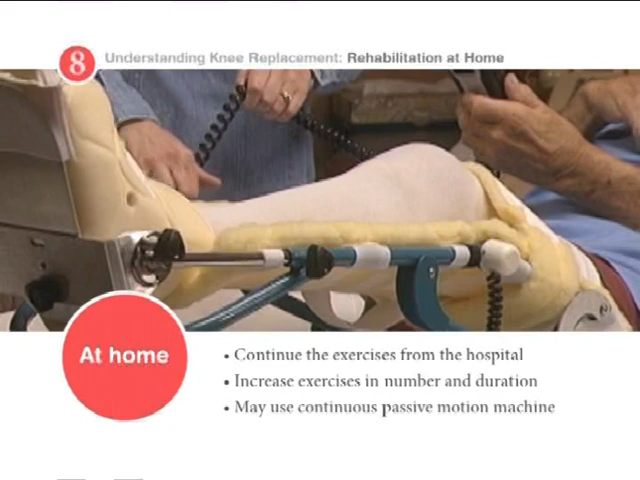 8 Understanding Knee Replacement: Rehabilitation at Home
At home
• Continue the exercises from the hospital
• Increase exercises in number and duration
• May use continuous passive motion machine